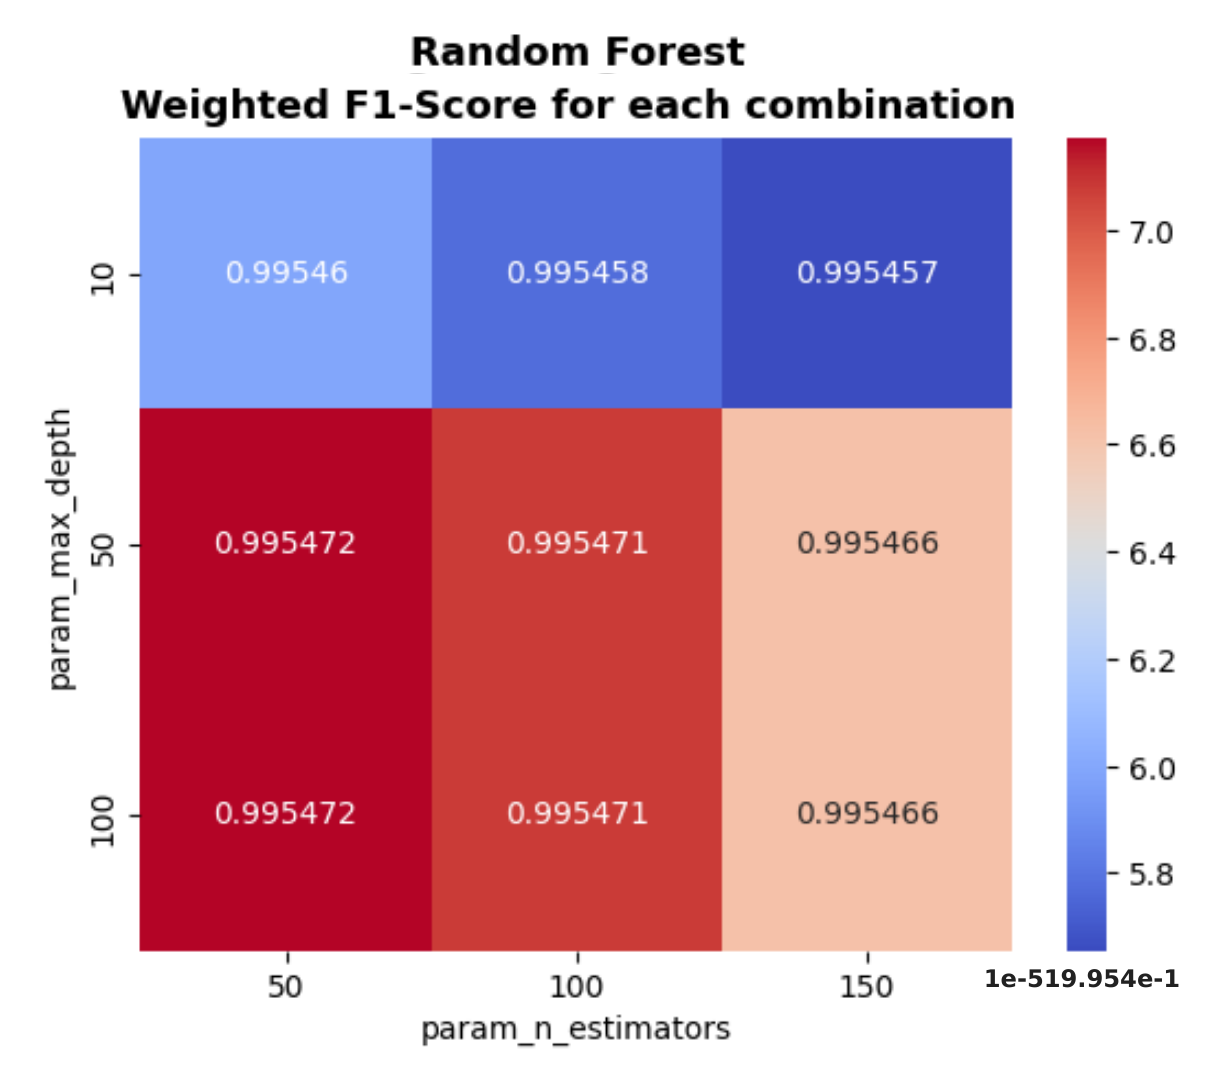 Random Forest
Weighted F1-Score for each combination
param_max_depth
10
50
100
0.99546 0.995458 0.995457
0.995472 0.995471 0.995466
0.995472 0.995471 0.995466
50 100 150
param_n_estimators
7.0
6.8
6.6
6.4
6.2
6.0
5.8
1e-519.954e-1